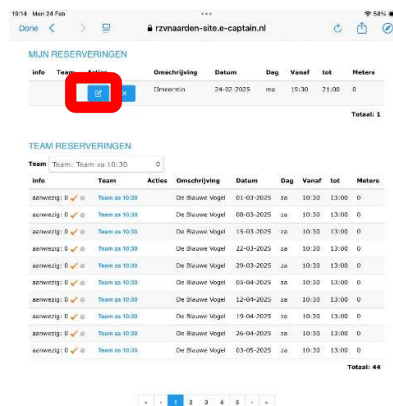 19:14 Mon 24 Feb
58%
Done
rzvnaarden-site.e-captain.nl
MIJN RESERVERINGEN
info Team Acties Omschrijving Datum Dag Vanaf tot Meters
IJmeermin 24-02-2025 ma 19:30 21:00 0
Totaal: 1
TEAM RESERVERINGEN
Team Team: Team za 10:30
info Team Acties Omschrijving Datum Dag Vanaf tot Meters
aanwezig: 0 Team za 10:30 De Blauwe Vogel 01-03-2025 za 10:30 13:00 0
aanwezig: 0 Team za 10:30 De Blauwe Vogel 08-03-2025 za 10:30 13:00 0
aanwezig: 0 Team za 10:30 De Blauwe Vogel 15-03-2025 za 10:30 13:00 0
aanwezig: 0 Team za 10:30 De Blauwe Vogel 22-03-2025 za 10:30 13:00 0
aanwezig: 0 Team za 10:30 De Blauwe Vogel 29-03-2025 za 10:30 13:00 0
aanwezig: 0 Team za 10:30 De Blauwe Vogel 05-04-2025 za 10:30 13:00 0
aanwezig: 0 Team za 10:30 De Blauwe Vogel 12-04-2025 za 10:30 13:00 0
aanwezig: 0 Team za 10:30 De Blauwe Vogel 19-04-2025 za 10:30 13:00 0
aanwezig: 0 Team za 10:30 De Blauwe Vogel 26-04-2025 za 10:30 13:00 0
aanwezig: 0 Team za 10:30 De Blauwe Vogel 03-05-2025 za 10:30 13:00 0
Totaal: 44
« ‹ 1 2 3 4 5 › »